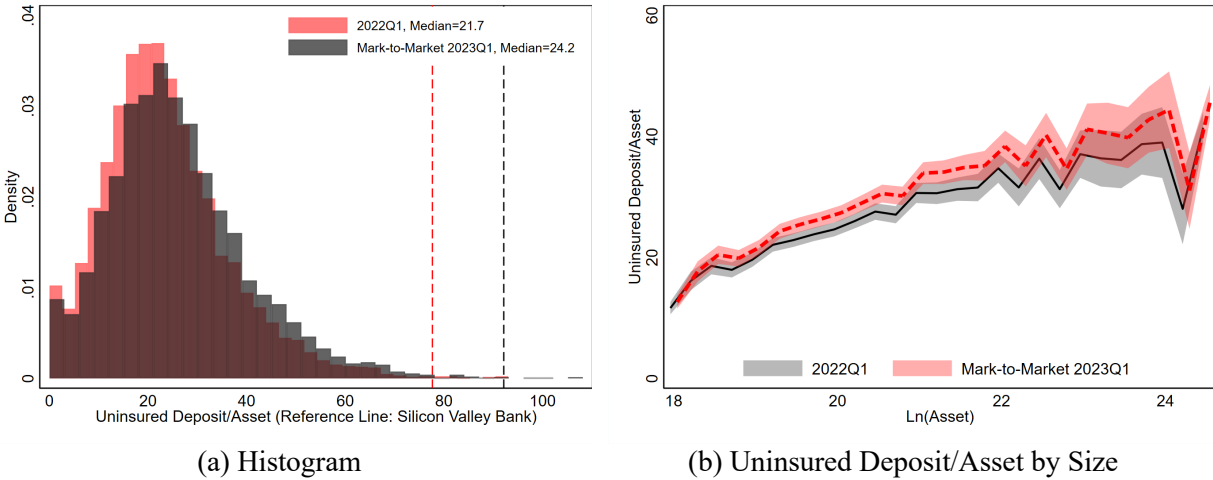 .04
.03
.02
.01
0
Density
2022Q1, Median=21.7
Mark-to-Market 2023Q1, Median=24.2
0 20 40 60 80 100
Uninsured Deposit/Asset (Reference Line: Silicon Valley Bank)
(a) Histogram
60
40
20
0
Uninsured Deposit/Asset
2022Q1 Mark-to-Market 2023Q1
18 20 22 24
Ln(Asset)
(b) Uninsured Deposit/Asset by Size